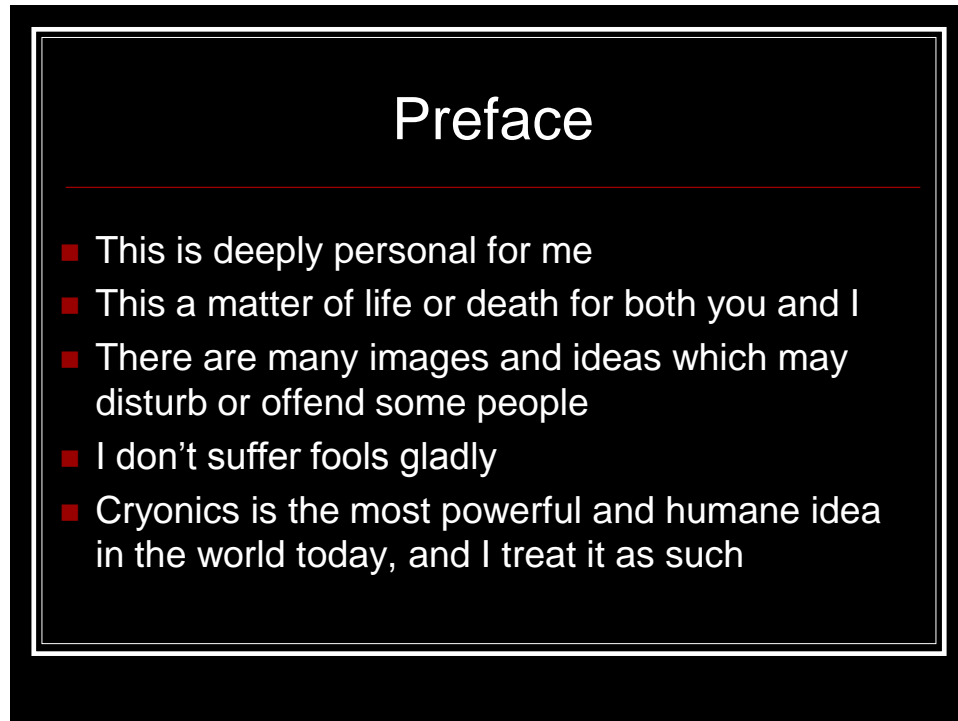 Preface
This is deeply personal for me
This a matter of life or death for both you and I
There are many images and ideas which may
disturb or offend some people
I don’t suffer fools gladly
Cryonics is the most powerful and humane idea
in the world today, and I treat it as such